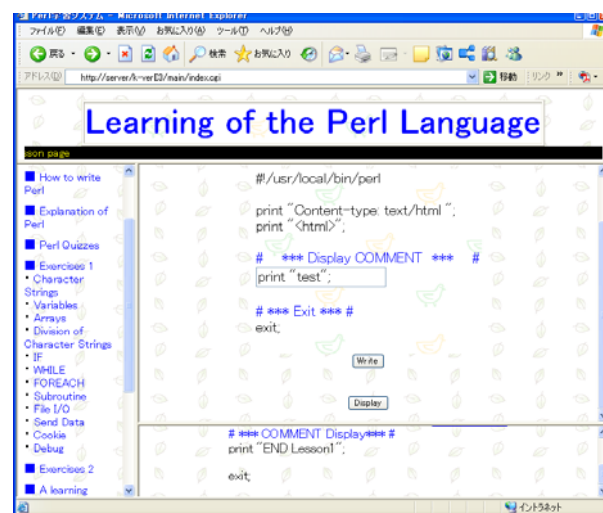 Perl学習システム - Microsoft Internet Explorer
ファイル(F) 編集(E) 表示(V) お気に入り(A) ツール(T) ヘルプ(H)
戻る 検索 お気に入り
アドレス(D) http://server/k-ver03/main/index.cgi 移動 リンク »
Learning of the Perl Language
sson page
How to write
Perl
Explanation of
Perl
Perl Quizzes
Exercises 1
・Character
Strings
・Variables
・Arrays
・Division of
Character Strings
・IF
・WHILE
・FOREACH
・Subroutine
・File I/O
・Send Data
・Cookie
・Debug
Exercises 2
A learning
#!/usr/local/bin/perl
print "Content-type: text/html ";
print "<html>";
# *** Display COMMENT *** #
print "test";
# *** Exit *** #
exit;
Write
Display
# *** COMMENT Display*** #
print "END Lesson1";
exit;
イントラネット